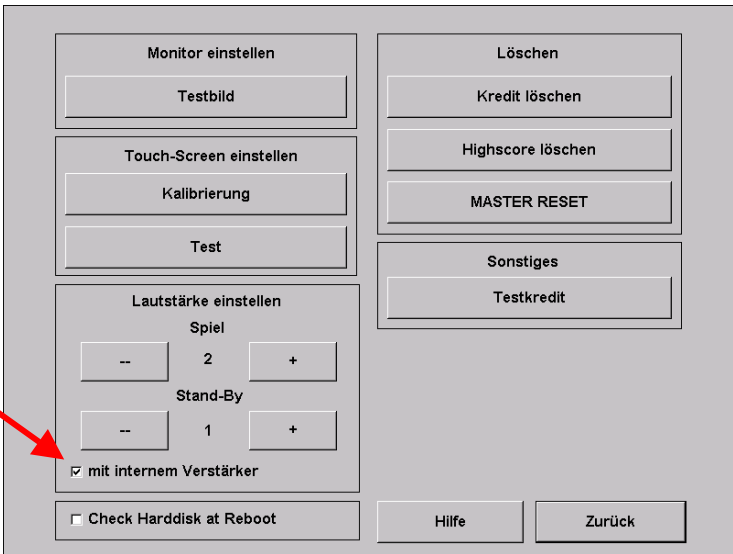 Monitor einstellen
Testbild
Touch-Screen einstellen
Kalibrierung
Test
Lautstärke einstellen
Spiel
-- 2 +
Stand-By
-- 1 +
mit internem Verstärker
Check Harddisk at Reboot
Löschen
Kredit löschen
Highscore löschen
MASTER RESET
Sonstiges
Testkredit
Hilfe
Zurück